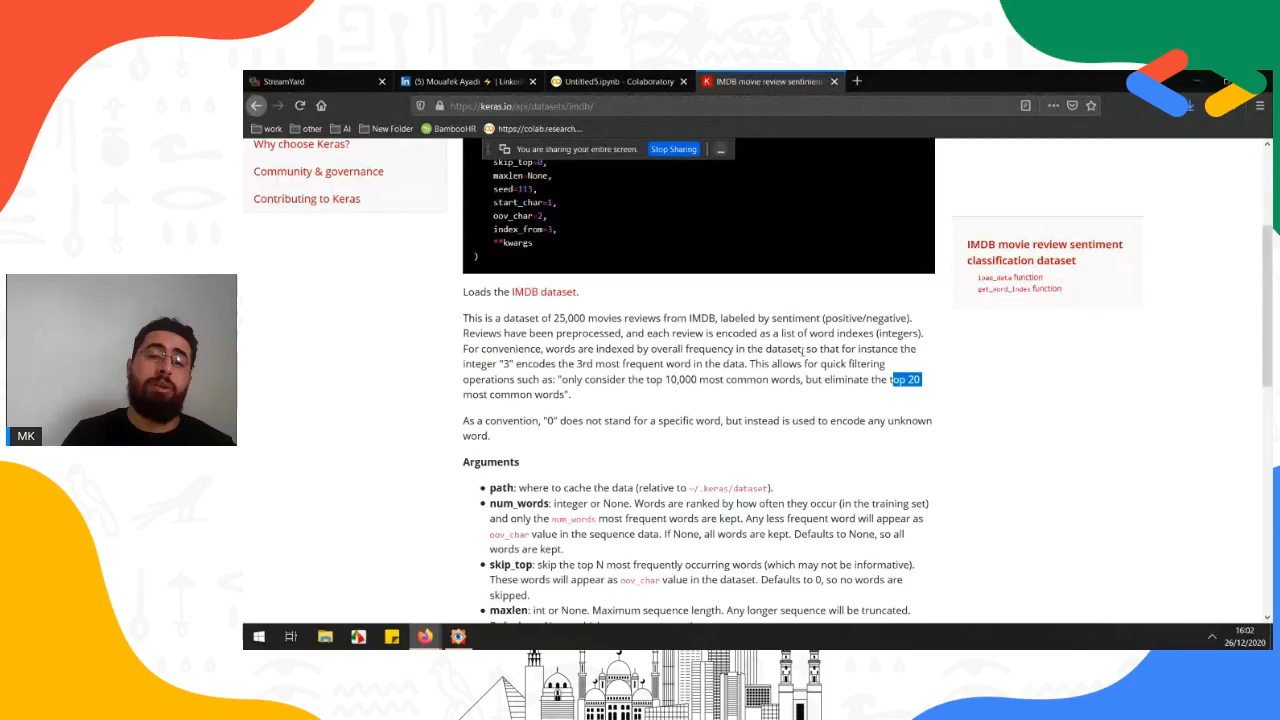 StreamYard
(5) Mouafek Ayadi ⚡ | Linked
Untitled5.ipynb - Colaboratory
IMDB movie review sentiment
https://keras.io/api/datasets/imdb/
work
other
AI
New Folder
BambooHR
https://colab.research....
You are sharing your entire screen.
Stop Sharing
Why choose Keras?
Community & governance
Contributing to Keras
skip_top=0,
maxlen=None,
seed=113,
start_char=1,
oov_char=2,
index_from=3,
**kwargs
)
IMDB movie review sentiment
classification dataset
load_data function
get_word_index function
Loads the IMDB dataset.
This is a dataset of 25,000 movies reviews from IMDB, labeled by sentiment (positive/negative).
Reviews have been preprocessed, and each review is encoded as a list of word indexes (integers).
For convenience, words are indexed by overall frequency in the dataset, so that for instance the
integer "3" encodes the 3rd most frequent word in the data. This allows for quick filtering
operations such as: "only consider the top 10,000 most common words, but eliminate the top 20
most common words".
As a convention, "0" does not stand for a specific word, but instead is used to encode any unknown
word.
Arguments
• path: where to cache the data (relative to ~/.keras/dataset).
• num_words: integer or None. Words are ranked by how often they occur (in the training set)
and only the num_words most frequent words are kept. Any less frequent word will appear as
oov_char value in the sequence data. If None, all words are kept. Defaults to None, so all
words are kept.
• skip_top: skip the top N most frequently occurring words (which may not be informative).
These words will appear as oov_char value in the dataset. Defaults to 0, so no words are
skipped.
• maxlen: int or None. Maximum sequence length. Any longer sequence will be truncated.
MK
16:02
26/12/2020